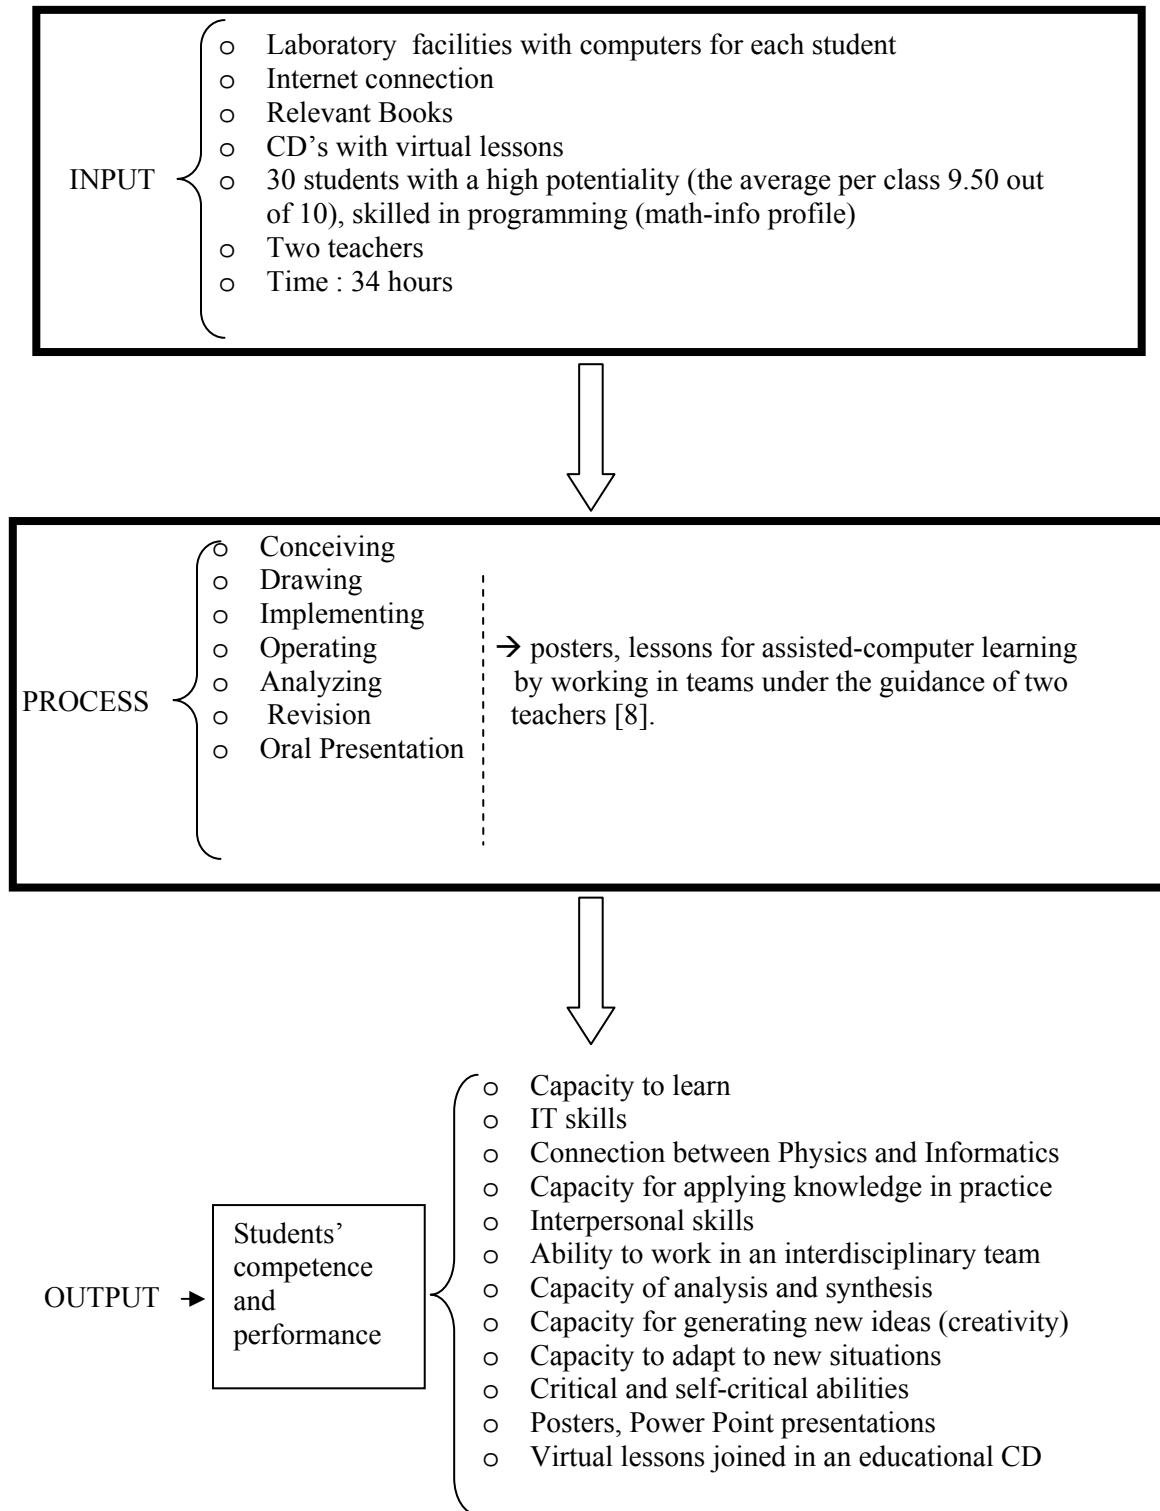 o Laboratory facilities with computers for each student
o Internet connection
o Relevant Books
o CD's with virtual lessons
INPUT
o 30 students with a high potentiality (the average per class 9.50 out
of 10), skilled in programming (math-info profile)
o Two teachers
o Time : 34 hours
o Conceiving
o Drawing
o Implementing
o Operating
o Analyzing
PROCESS
o Revision
o Oral Presentation
→ posters, lessons for assisted-computer learning
by working in teams under the guidance of two
teachers [8].
OUTPUT
Students'
competence
and
performance
o Capacity to learn
o IT skills
o Connection between Physics and Informatics
o Capacity for applying knowledge in practice
o Interpersonal skills
o Ability to work in an interdisciplinary team
o Capacity of analysis and synthesis
o Capacity for generating new ideas (creativity)
o Capacity to adapt to new situations
o Critical and self-critical abilities
o Posters, Power Point presentations
o Virtual lessons joined in an educational CD